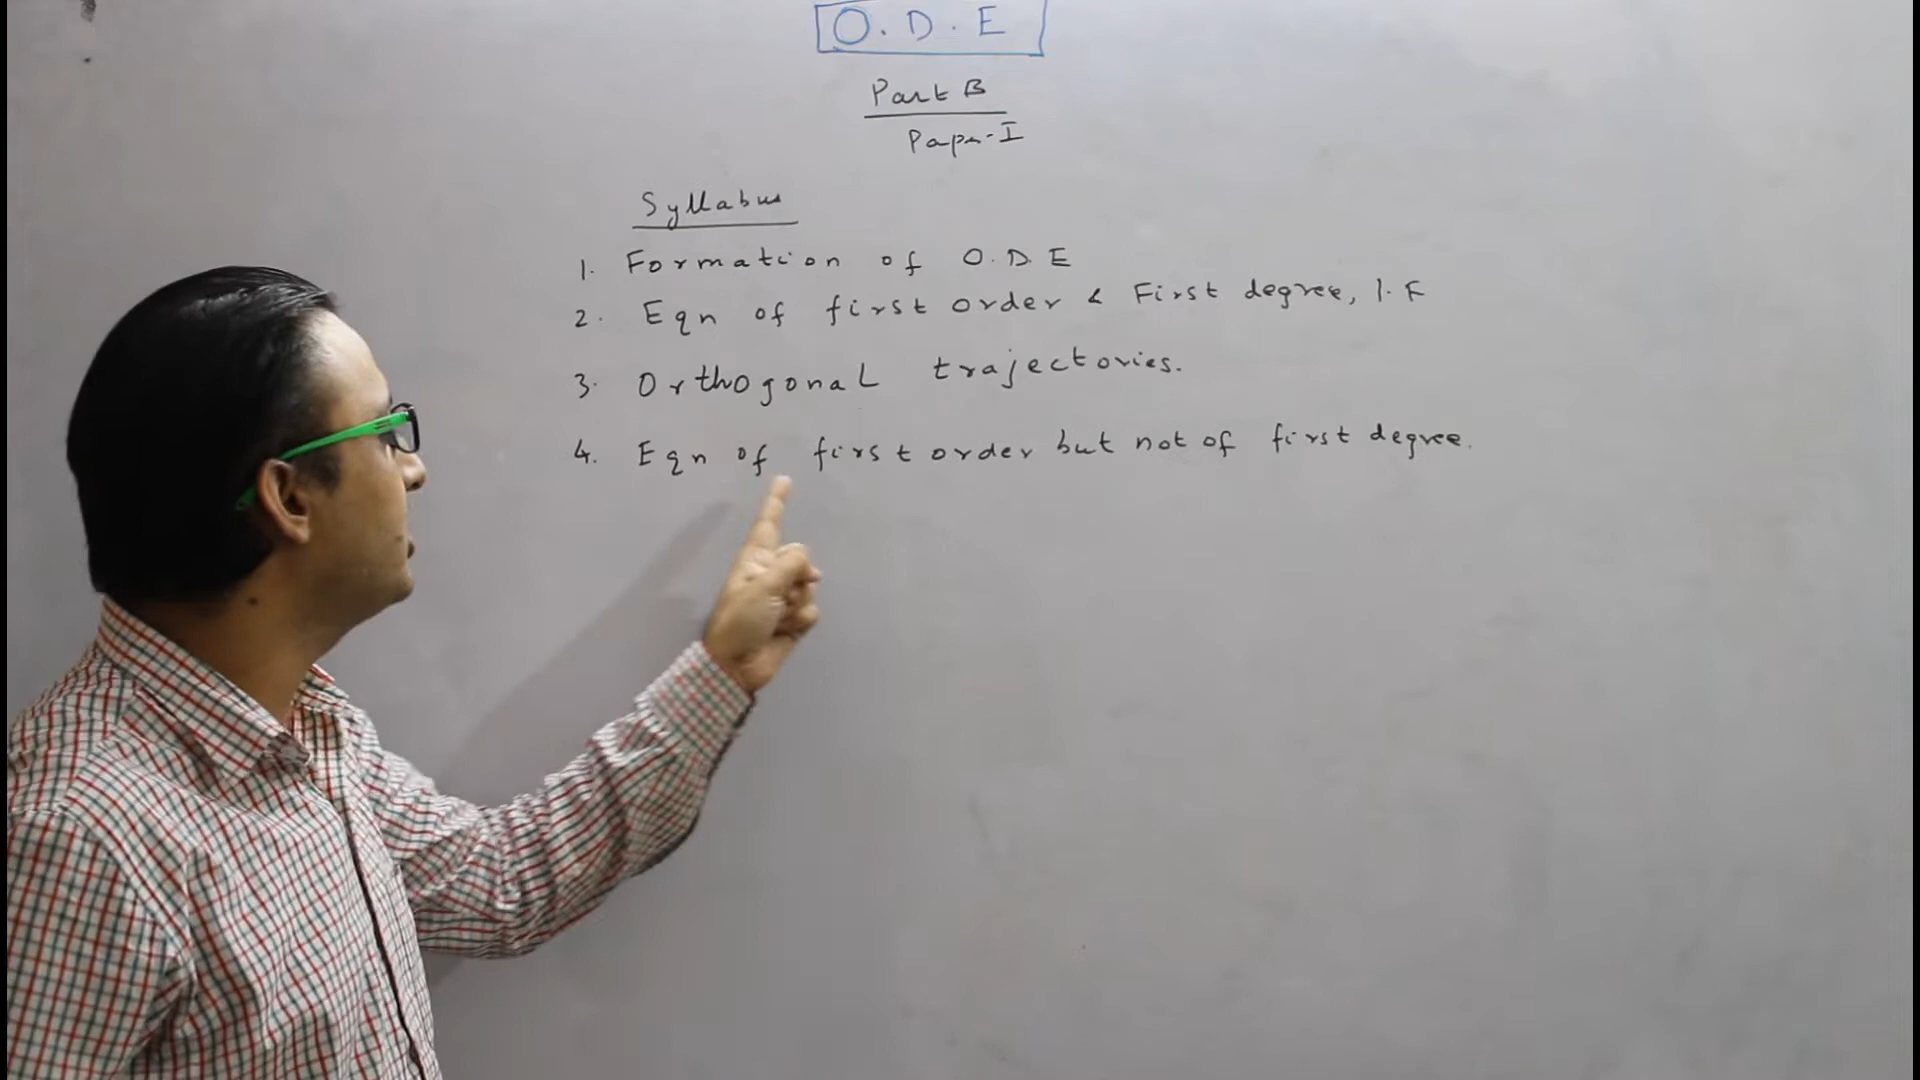 O.D.E
Part B
Paper-I
Syllabus
1. Formation of O.D.E
2. Eqn of first order & First degree, I.F
3. Orthogonal trajectories.
4. Eqn of first order but not of first degree.